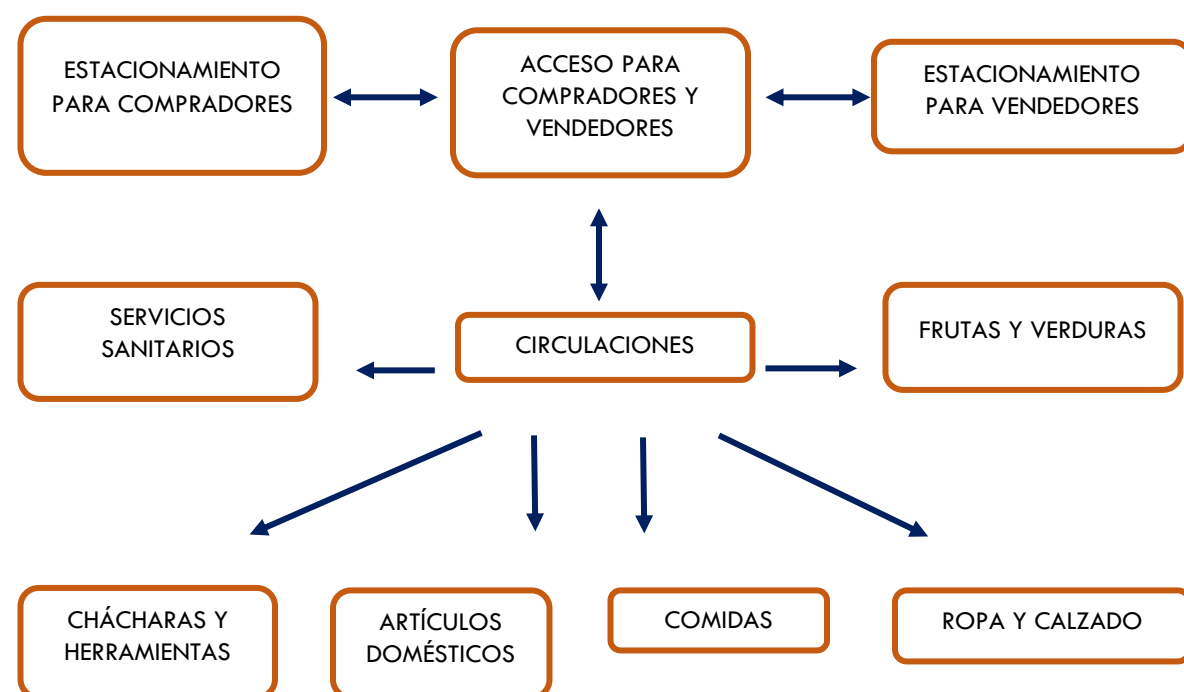 ESTACIONAMIENTO
PARA COMPRADORES
ACCESO PARA
COMPRADORES Y
VENDEDORES
ESTACIONAMIENTO
PARA VENDEDORES
SERVICIOS
SANITARIOS
CIRCULACIONES
FRUTAS Y VERDURAS
CHÁCHARAS Y
HERRAMIENTAS
ARTÍCULOS
DOMÉSTICOS
COMIDAS
ROPA Y CALZADO